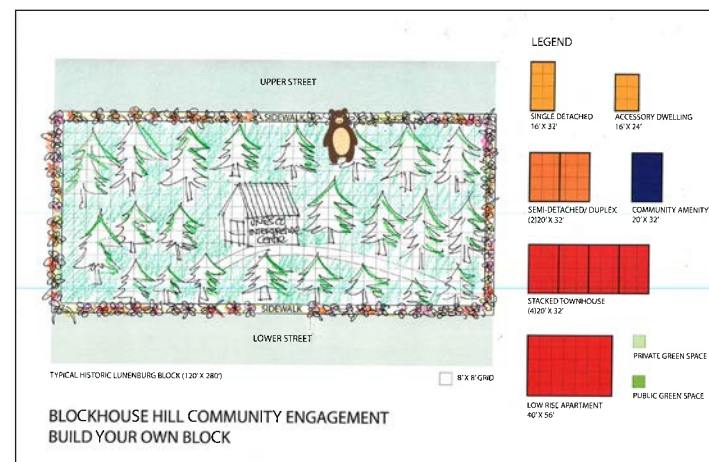 LEGEND
UPPER STREET
SIDEWALK
UNESCO
INTERPRETIVE
CENTRE
SIDEWALK
LOWER STREET
TYPICAL HISTORIC LUNENBURG BLOCK (120' X 280')
8' X 8' GRID
BLOCKHOUSE HILL COMMUNITY ENGAGEMENT
BUILD YOUR OWN BLOCK
SINGLE DETACHED
16' X 32'
ACCESSORY DWELLING
16' X 24'
SEMI-DETACHED/ DUPLEX
(2)20' X 32'
COMMUNITY AMENITY
20' X 32'
STACKED TOWNHOUSE
(4)20' X 32'
LOW RISE APARTMENT
40' X 56'
PRIVATE GREEN SPACE
PUBLIC GREEN SPACE